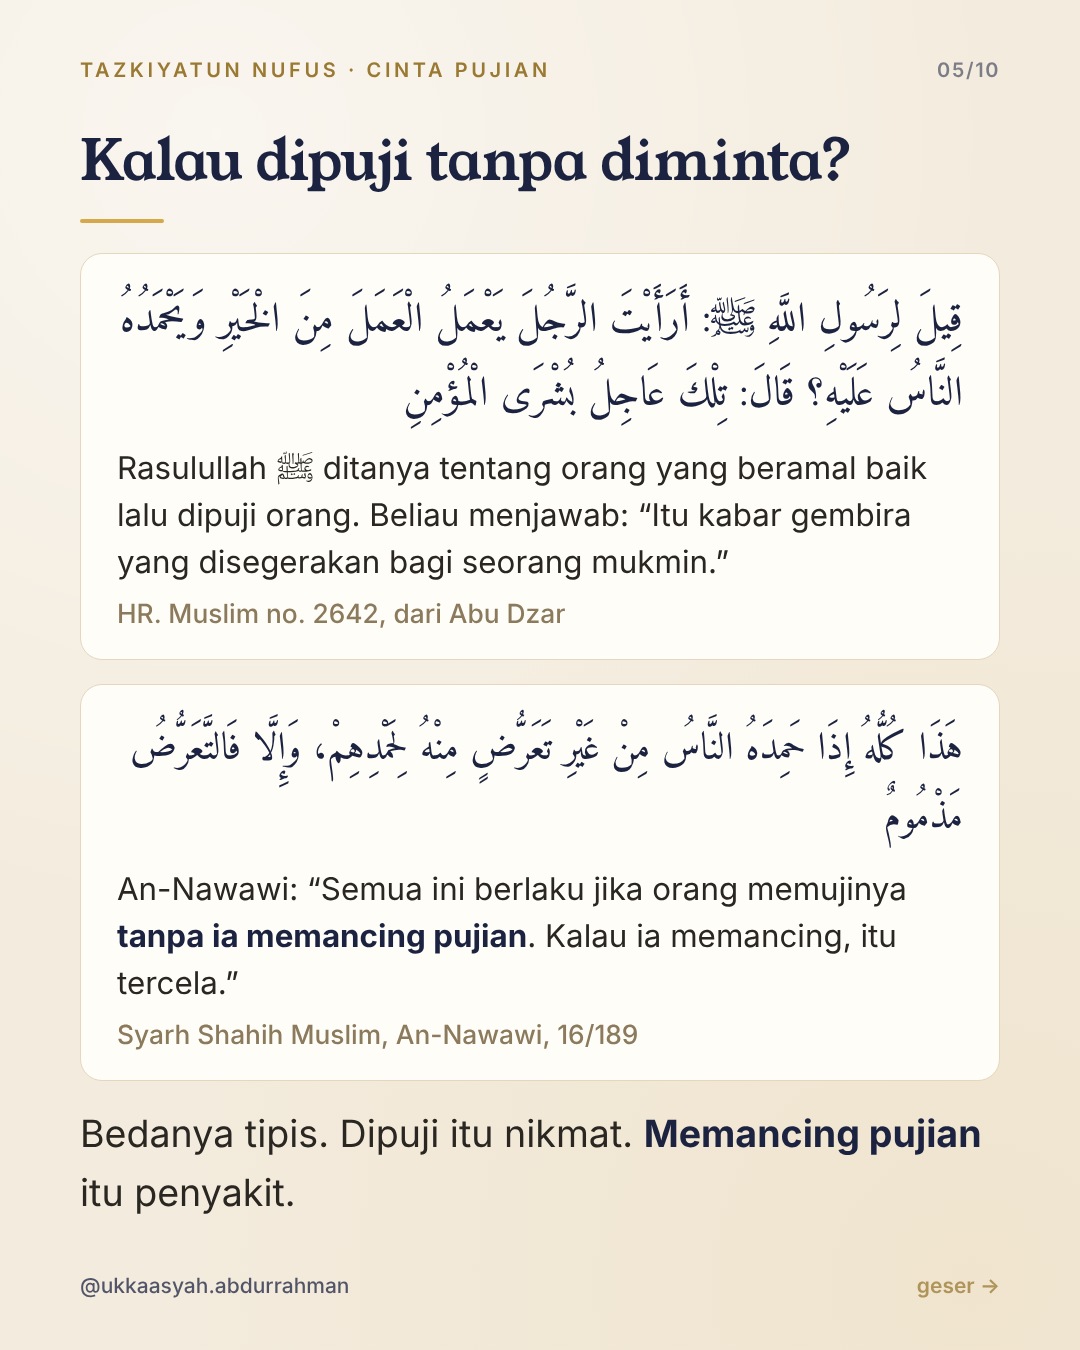 TAZKIYATUN NUFUS · CINTA PUJIAN
05/10
Kalau dipuji tanpa diminta?
قِيلَ لِرَسُولِ اللَّهِ ﷺ: أَرَأَيْتَ الرَّجُلَ يَعْمَلُ الْعَمَلَ مِنَ الْخَيْرِ وَيَحْمَدُهُ
النَّاسُ عَلَيْهِ؟ قَالَ: تِلْكَ عَاجِلُ بُشْرَى الْمُؤْمِنِ
Rasulullah ﷺ ditanya tentang orang yang beramal baik
lalu dipuji orang. Beliau menjawab: “Itu kabar gembira
yang disegerakan bagi seorang mukmin.”
HR. Muslim no. 2642, dari Abu Dzar
هَذَا كُلُّهُ إِذَا حَمِدَهُ النَّاسُ مِنْ غَيْرِ تَعَرُّضٍ مِنْهُ لِحَمْدِهِمْ، وَإِلَّا فَالتَّعَرُّضُ
مَذْمُومٌ
An-Nawawi: “Semua ini berlaku jika orang memujinya
tanpa ia memancing pujian. Kalau ia memancing, itu
tercela.”
Syarh Shahih Muslim, An-Nawawi, 16/189
Bedanya tipis. Dipuji itu nikmat. Memancing pujian
itu penyakit.
@ukkaasyah.abdurrahman
geser →